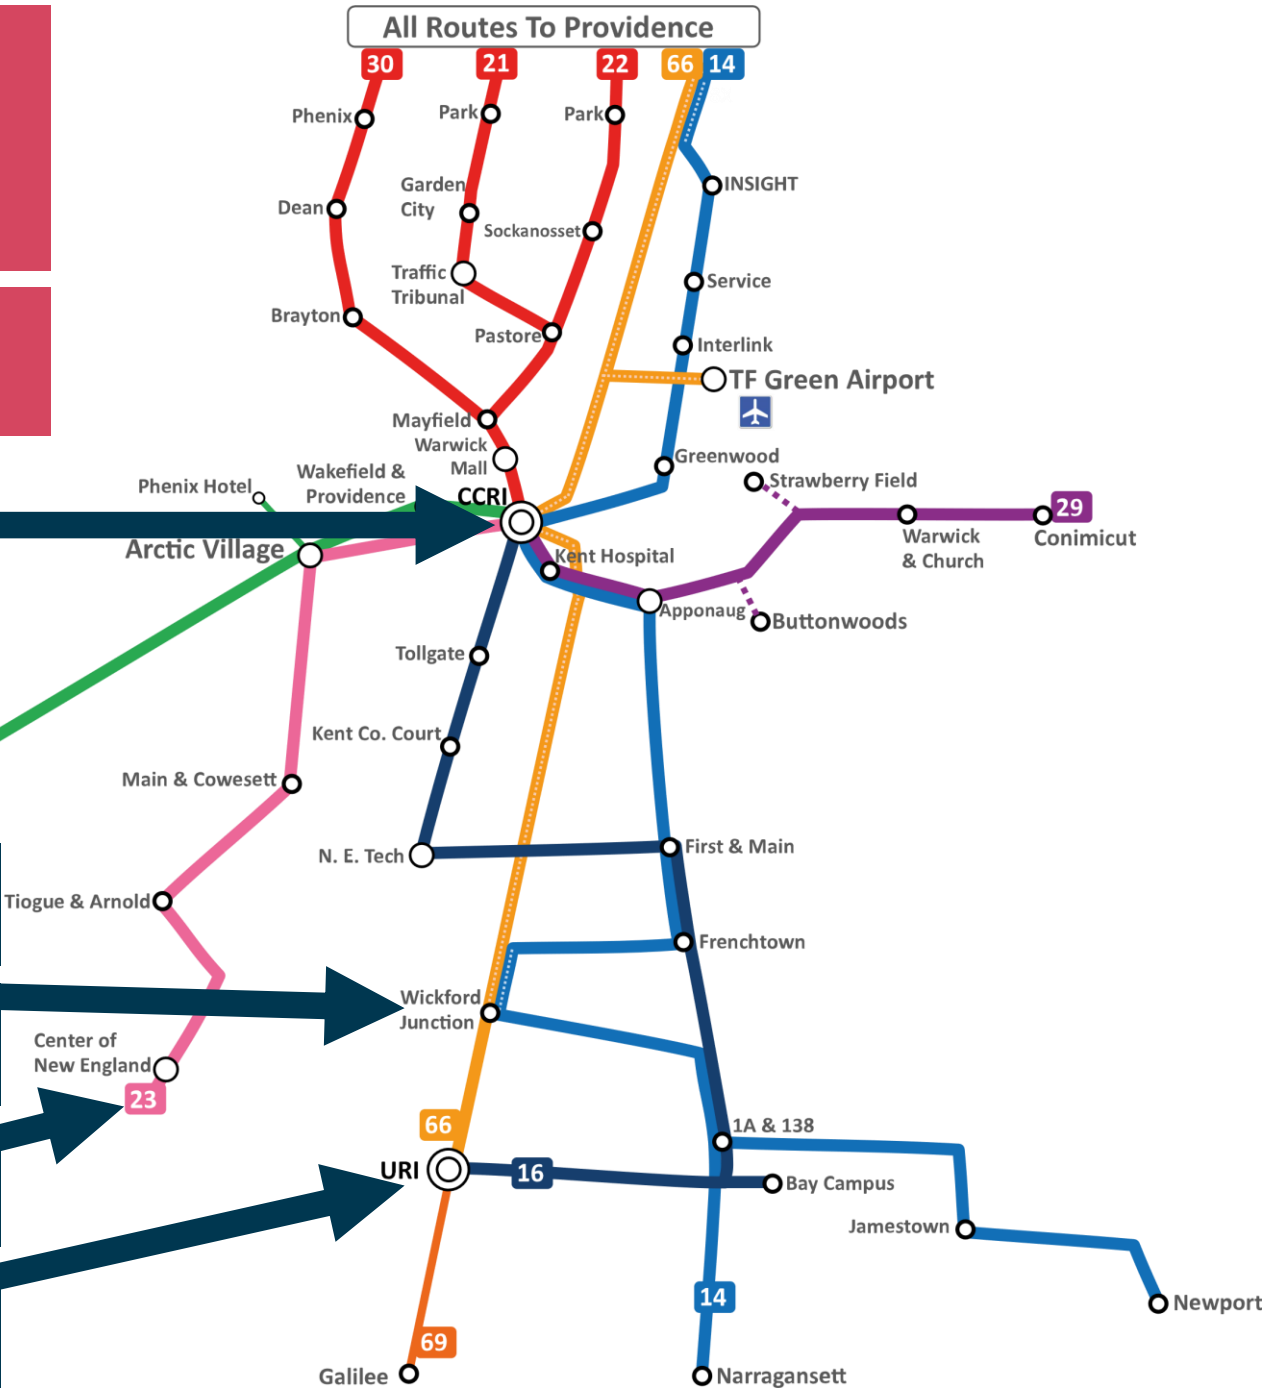 All Routes To Providence
30
21
22
66
14
Phenix
Park
Park
INSIGHT
Garden
City
Dean
Sockanosset
Traffic
Tribunal
Service
Brayton
Pastore
Interlink
TF Green Airport
Mayfield
Warwick
Mall
Greenwood
Wakefield &
Providence
Phenix Hotel
CCRI
Strawberry Field
29
Warwick
& Church
Conimicut
Arctic Village
Kent Hospital
Apponaug
Buttonwoods
Tollgate
Kent Co. Court
Main & Cowesett
N. E. Tech
First & Main
Tiogue & Arnold
Frenchtown
Wickford
Junction
Center of
New England
23
66
1A & 138
URI
16
Bay Campus
Jamestown
14
Newport
69
Galilee
Narragansett